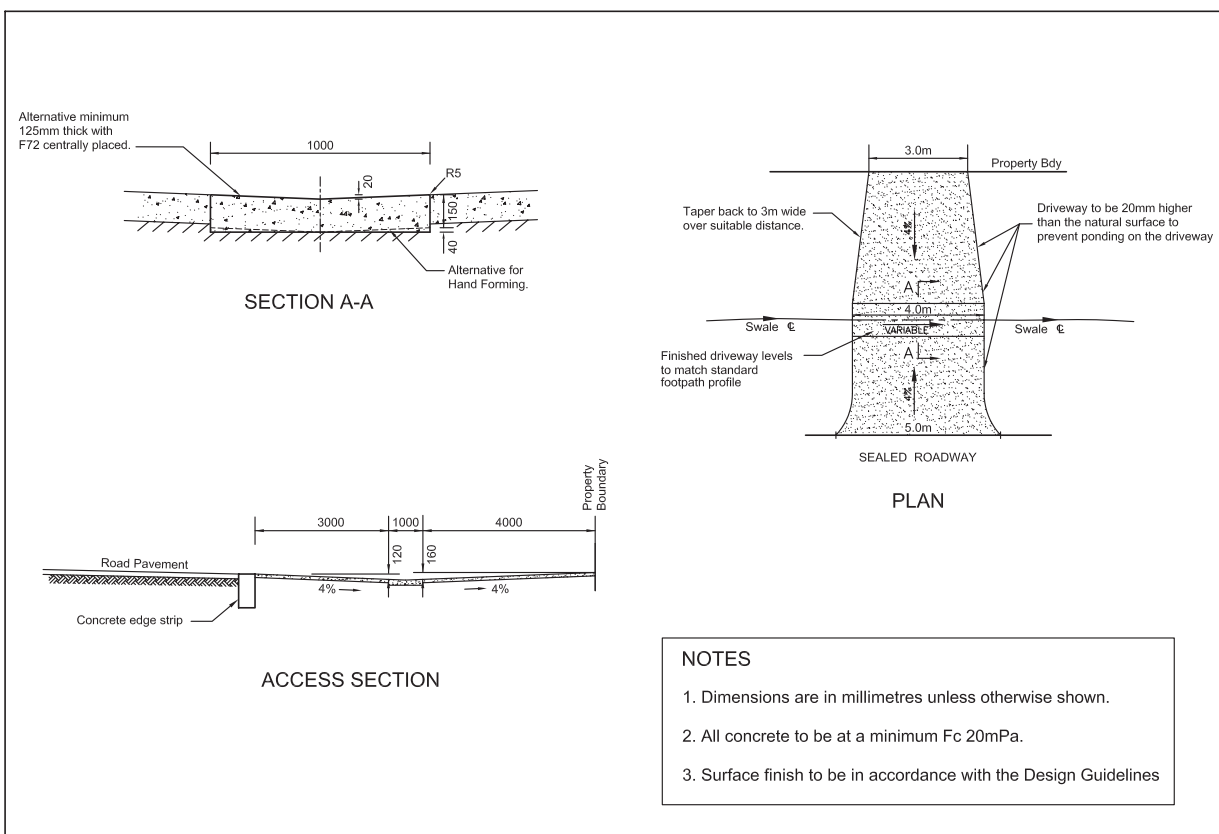 Alternative minimum
125mm thick with
F72 centrally placed.
1000
20
R5
150
40
Alternative for
Hand Forming.
SECTION A-A
3.0m
Property Bdy
Taper back to 3m wide
over suitable distance.
Driveway to be 20mm higher
than the natural surface to
prevent ponding on the driveway
4%
A
4.0m
Swale ℄
VARIABLE
Swale ℄
A
Finished driveway levels
to match standard
footpath profile
4%
5.0m
SEALED ROADWAY
PLAN
Property
Boundary
3000
1000
4000
120
160
Road Pavement
4%
4%
Concrete edge strip
ACCESS SECTION
NOTES
1. Dimensions are in millimetres unless otherwise shown.
2. All concrete to be at a minimum Fc 20mPa.
3. Surface finish to be in accordance with the Design Guidelines